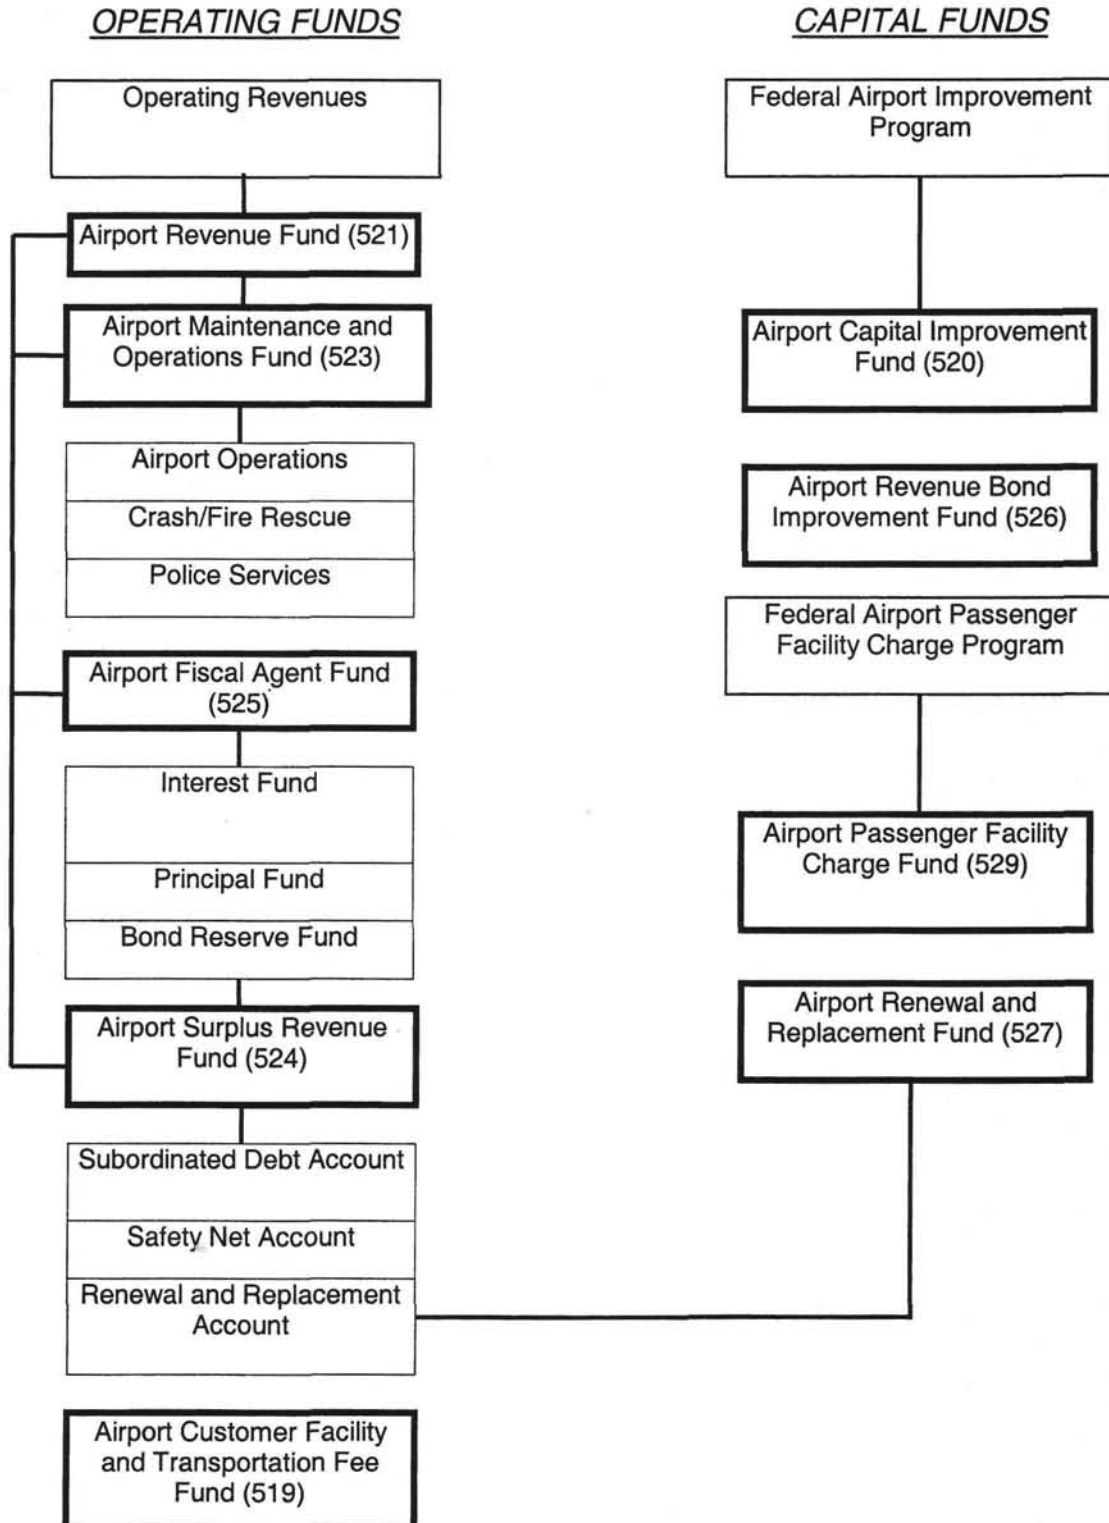 OPERATING FUNDS
Operating Revenues
Airport Revenue Fund (521)
Airport Maintenance and
Operations Fund (523)
Airport Operations
Crash/Fire Rescue
Police Services
Airport Fiscal Agent Fund
(525)
Interest Fund
Principal Fund
Bond Reserve Fund
Airport Surplus Revenue
Fund (524)
Subordinated Debt Account
Safety Net Account
Renewal and Replacement
Account
Airport Customer Facility
and Transportation Fee
Fund (519)
CAPITAL FUNDS
Federal Airport Improvement
Program
Airport Capital Improvement
Fund (520)
Airport Revenue Bond
Improvement Fund (526)
Federal Airport Passenger
Facility Charge Program
Airport Passenger Facility
Charge Fund (529)
Airport Renewal and
Replacement Fund (527)